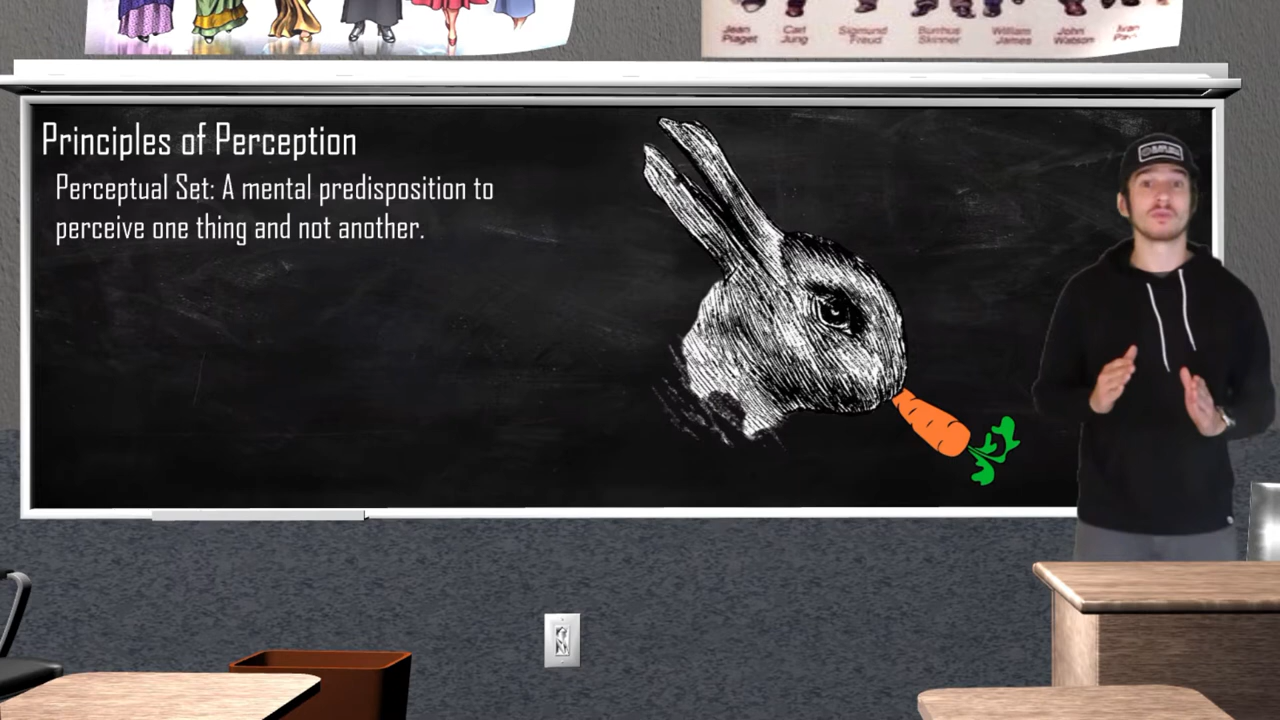 Jean Carl Sigmund Burrhus William John Ivan
Piaget Jung Freud Skinner James Watson
Principles of Perception
Perceptual Set: A mental predisposition to
perceive one thing and not another.